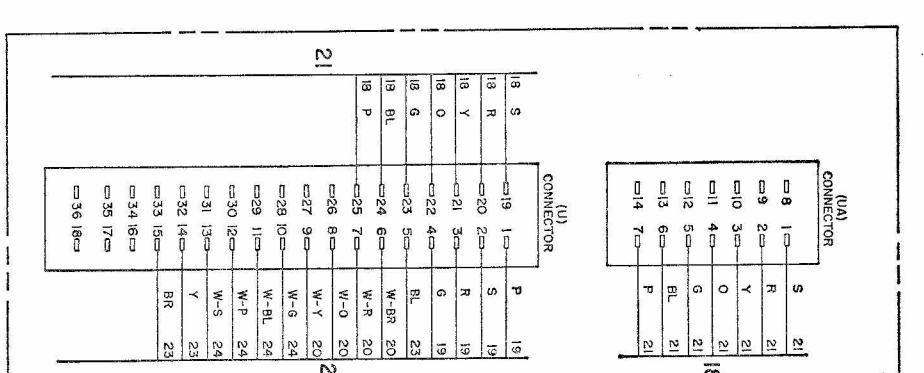 (UA)
CONNECTOR
8 1 S 21
9 2 R 21
10 3 Y 21
11 4 O 21
12 5 G 21
13 6 BL 21
14 7 P 21
(U)
CONNECTOR
18 S 19 1 P 19
18 R 20 2 S 19
18 Y 21 3 R 19
18 O 22 4 G 19
18 G 23 5 BL 23
18 BL 24 6 W-BR 20
18 P 25 7 W-R 20
26 8 W-O 20
21
27 9 W-Y 20
28 10 W-G 24
29 11 W-BL 24
30 12 W-P 24
31 13 W-S 24
32 14 Y 23
33 15 BR 23
34 16
35 17
36 18